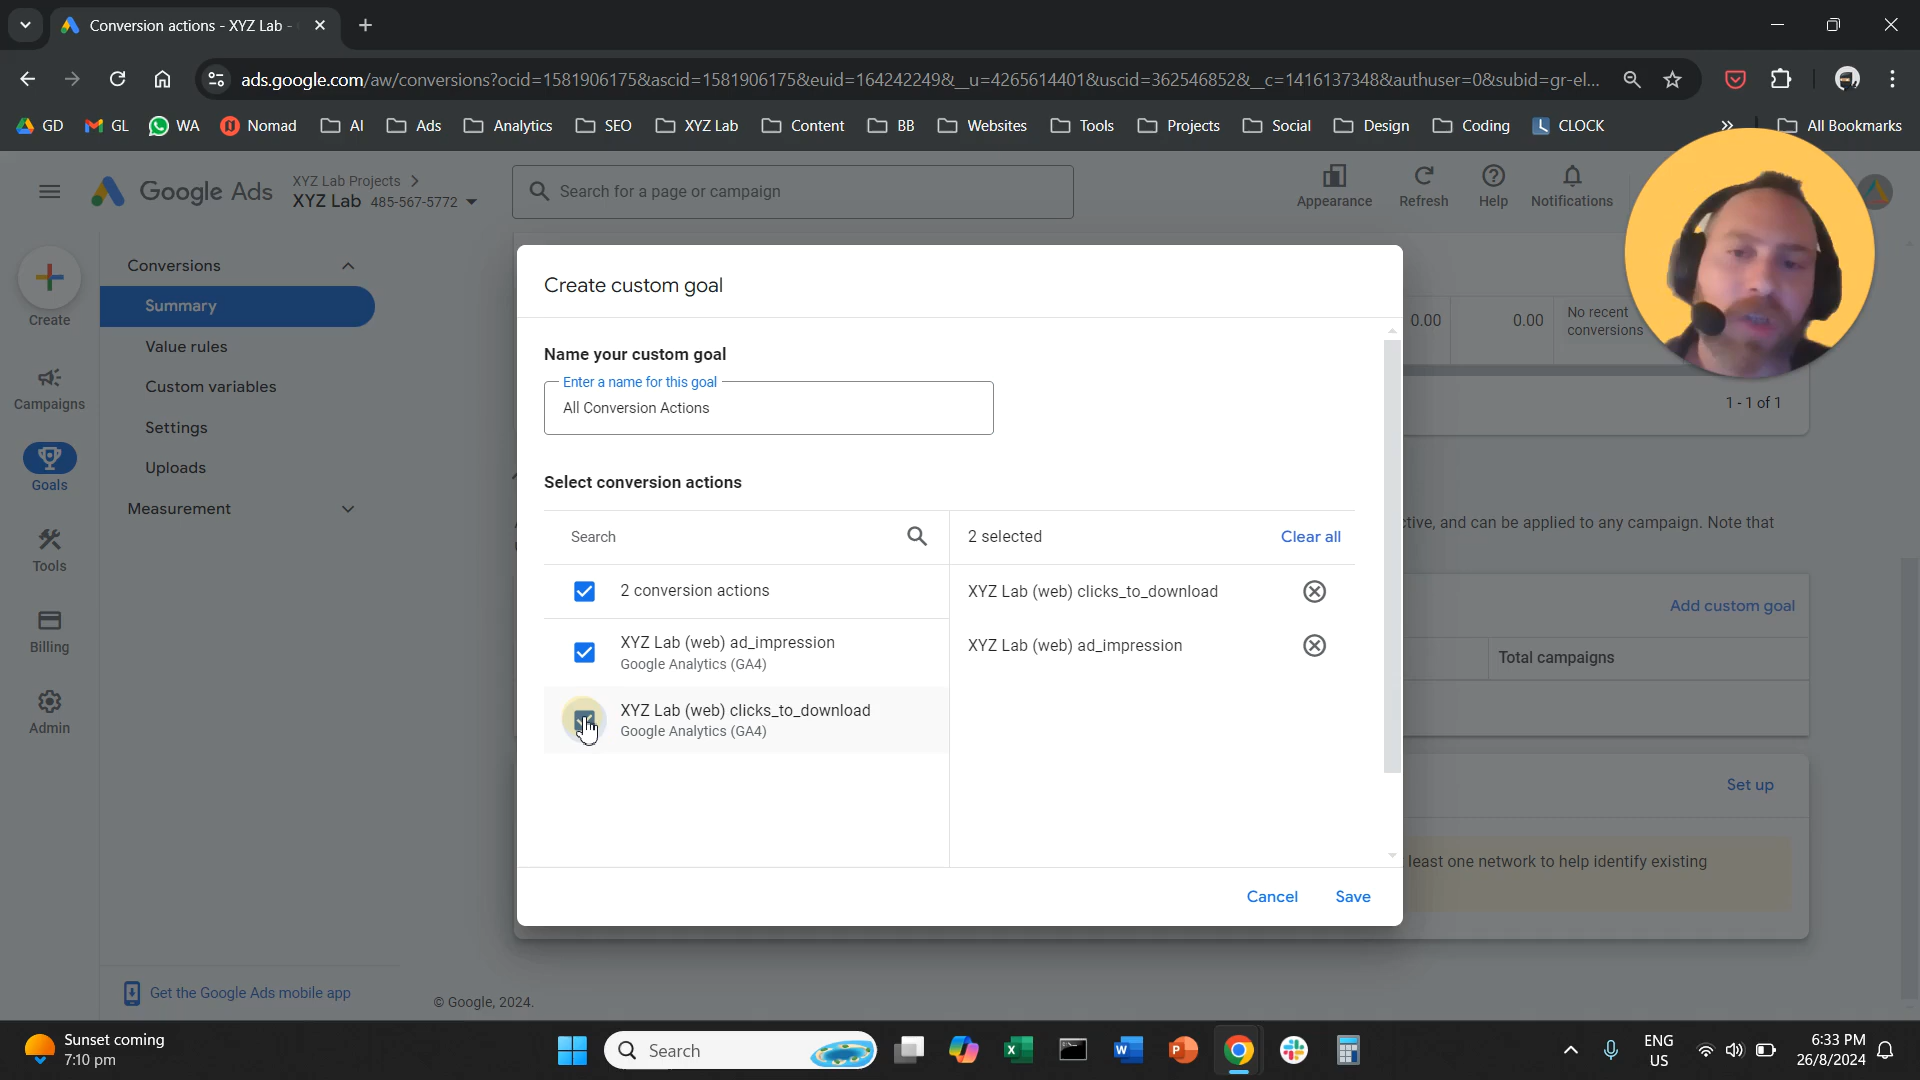 Conversion actions - XYZ Lab -
ads.google.com/aw/conversions?ocid=1581906175&ascid=1581906175&euid=164242249&__u=4265614401&uscid=362546852&__c=1416137348&authuser=0&subid=gr-el...
GD
GL
WA
Nomad
AI
Ads
Analytics
SEO
XYZ Lab
Content
BB
Websites
Tools
Projects
Social
Design
Coding
CLOCK
All Bookmarks
Google Ads
XYZ Lab Projects
XYZ Lab 485-567-5772
Search for a page or campaign
Appearance
Refresh
Help
Notifications
Create
Campaigns
Goals
Tools
Billing
Admin
Conversions
Summary
Value rules
Custom variables
Settings
Uploads
Measurement
Get the Google Ads mobile app
© Google, 2024.
Create custom goal
Name your custom goal
Enter a name for this goal
All Conversion Actions
Select conversion actions
Search
2 selected
Clear all
2 conversion actions
XYZ Lab (web) ad_impression
Google Analytics (GA4)
XYZ Lab (web) clicks_to_download
Google Analytics (GA4)
XYZ Lab (web) clicks_to_download
XYZ Lab (web) ad_impression
Cancel
Save
0.00
0.00
No recent
conversions
1 - 1 of 1
ctive, and can be applied to any campaign. Note that
Add custom goal
Total campaigns
Set up
least one network to help identify existing
Sunset coming
7:10 pm
Search
ENG
US
6:33 PM
26/8/2024